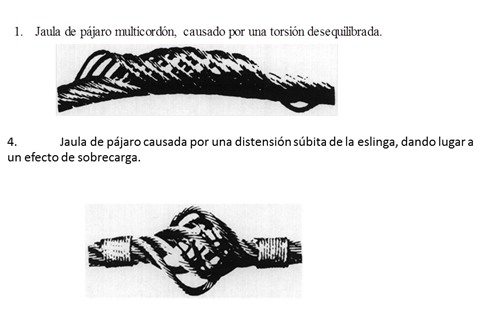 1. Jaula de pájaro multicordón, causado por una torsión desequilibrada.
4. Jaula de pájaro causada por una distensión súbita de la eslinga, dando lugar a
un efecto de sobrecarga.